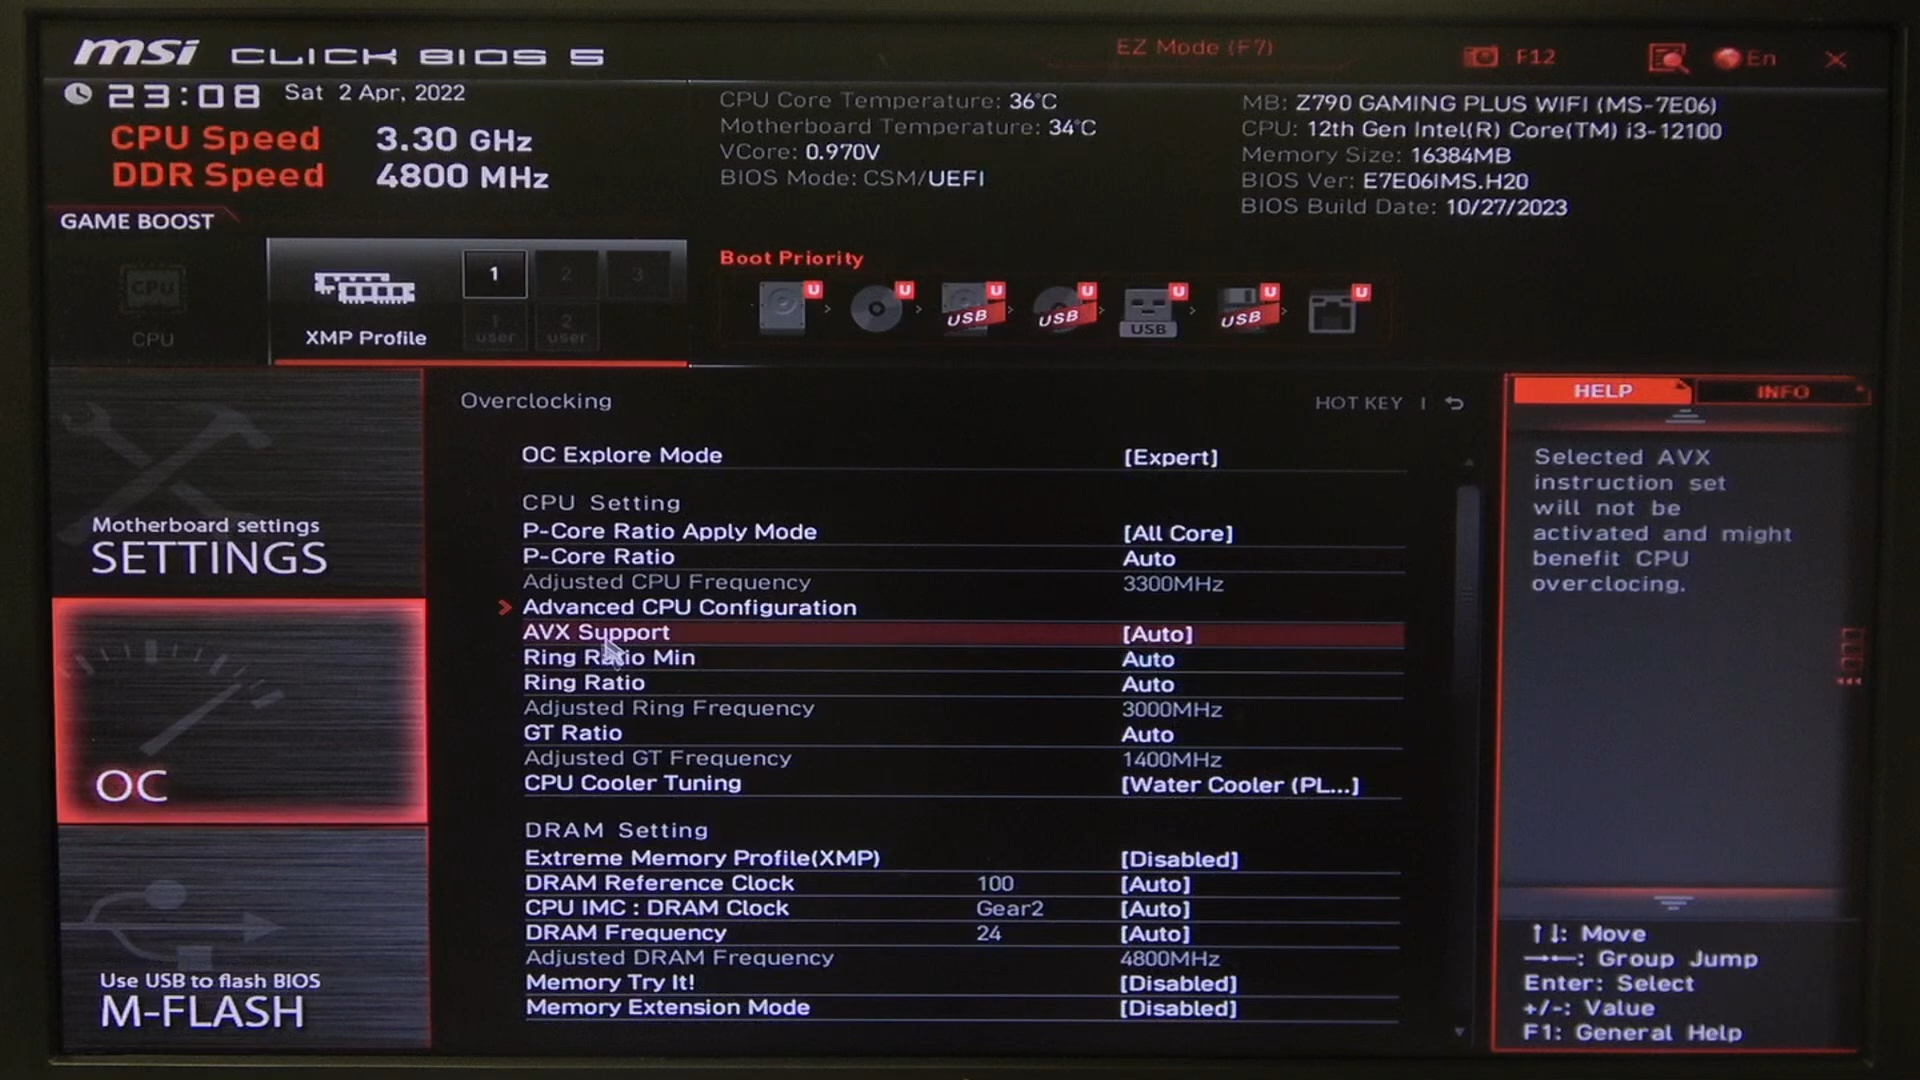 msi CLICK BIOS 5
EZ Mode (F7)
F12
En
X
23:08 Sat 2 Apr, 2022
CPU Speed 3.30 GHz
DDR Speed 4800 MHz
CPU Core Temperature: 36°C
Motherboard Temperature: 34°C
VCore: 0.970V
BIOS Mode: CSM/UEFI
MB: Z790 GAMING PLUS WIFI (MS-7E06)
CPU: 12th Gen Intel(R) Core(TM) i3-12100
Memory Size: 16384MB
BIOS Ver: E7E06IMS.H20
BIOS Build Date: 10/27/2023
GAME BOOST
CPU
CPU
XMP Profile
1 2 3
1 user 2 user
Boot Priority
U U U U U U U
USB USB USB USB
Motherboard settings
SETTINGS
OC
Use USB to flash BIOS
M-FLASH
Overclocking
HOT KEY |
OC Explore Mode [Expert]
CPU Setting
P-Core Ratio Apply Mode [All Core]
P-Core Ratio Auto
Adjusted CPU Frequency 3300MHz
Advanced CPU Configuration
AVX Support [Auto]
Ring Ratio Min Auto
Ring Ratio Auto
Adjusted Ring Frequency 3000MHz
GT Ratio Auto
Adjusted GT Frequency 1400MHz
CPU Cooler Tuning [Water Cooler (PL...]
DRAM Setting
Extreme Memory Profile(XMP) [Disabled]
DRAM Reference Clock 100 [Auto]
CPU IMC : DRAM Clock Gear2 [Auto]
DRAM Frequency 24 [Auto]
Adjusted DRAM Frequency 4800MHz
Memory Try It! [Disabled]
Memory Extension Mode [Disabled]
HELP
INFO
Selected AVX
instruction set
will not be
activated and might
benefit CPU
overclocing.
↑↓: Move
→←: Group Jump
Enter: Select
+/-: Value
F1: General Help